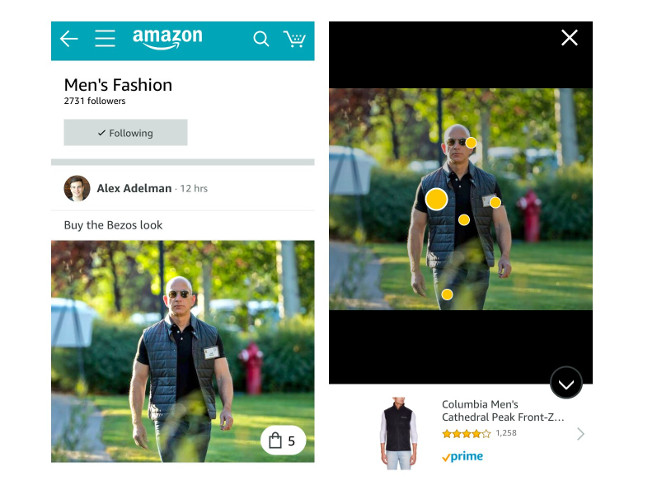 amazon
Men's Fashion
2731 followers
✓ Following
Alex Adelman · 12 hrs
Buy the Bezos look
5
Columbia Men's
Cathedral Peak Front-Z...
1,258
prime